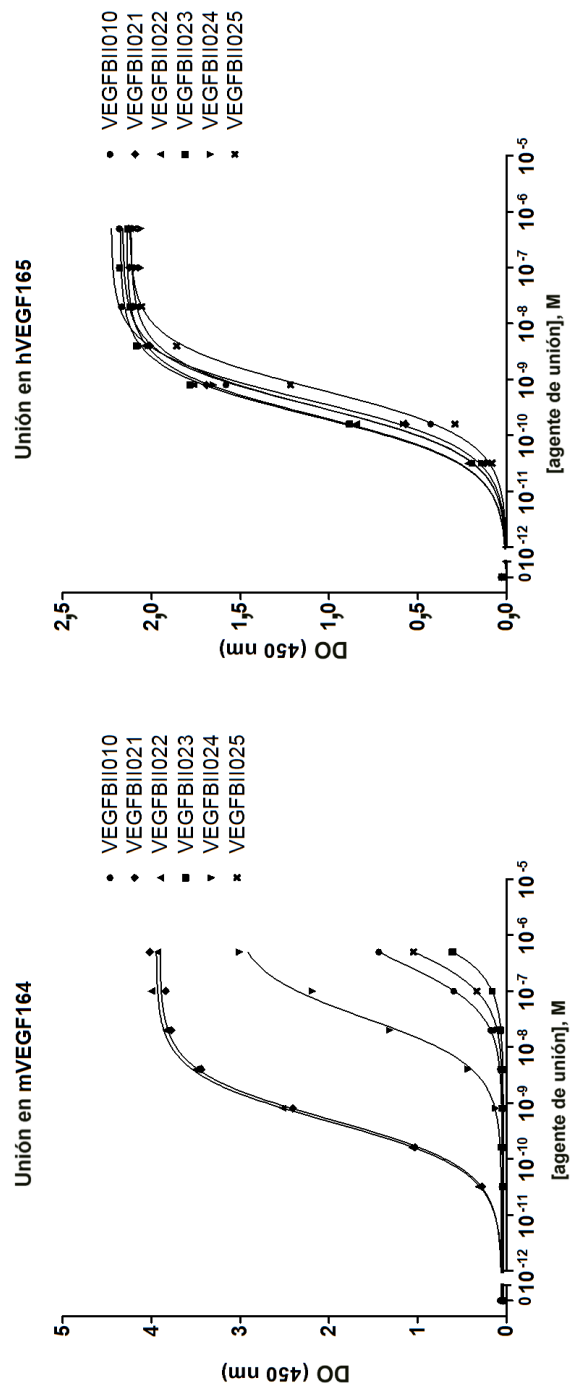 Unión en mVEGF164
VEGFBII010
VEGFBII021
VEGFBII022
VEGFBII023
VEGFBII024
VEGFBII025
DO (450 nm)
5
4
3
2
1
0
0 10-12 10-11 10-10 10-9 10-8 10-7 10-6 10-5
[agente de unión], M
Unión en hVEGF165
VEGFBII010
VEGFBII021
VEGFBII022
VEGFBII023
VEGFBII024
VEGFBII025
DO (450 nm)
2,5
2,0
1,5
1,0
0,5
0,0
0 10-12 10-11 10-10 10-9 10-8 10-7 10-6 10-5
[agente de unión], M